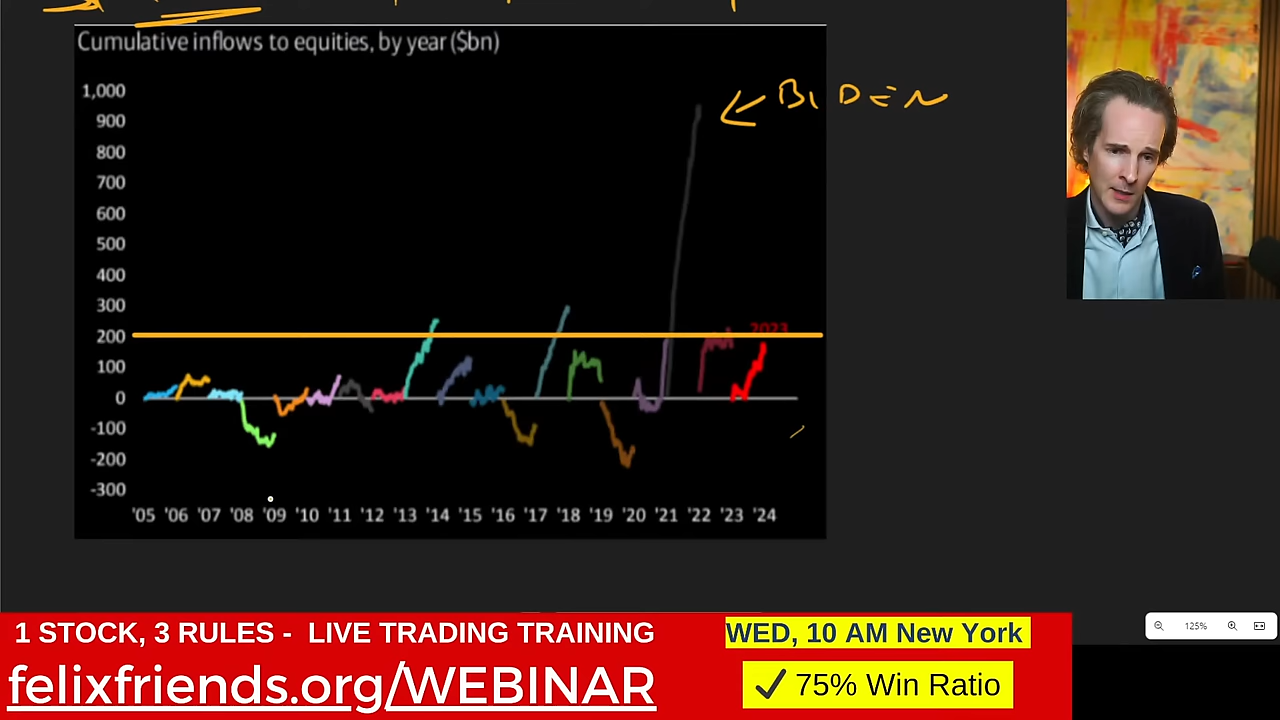 Cumulative inflows to equities, by year ($bn)
1,000
900
800
700
600
500
400
300
200
100
0
-100
-200
-300
BIDEN
2023
'05 '06 '07 '08 '09 '10 '11 '12 '13 '14 '15 '16 '17 '18 '19 '20 '21 '22 '23 '24
125%
1 STOCK, 3 RULES - LIVE TRADING TRAINING
felixfriends.org/WEBINAR
WED, 10 AM New York
✓ 75% Win Ratio